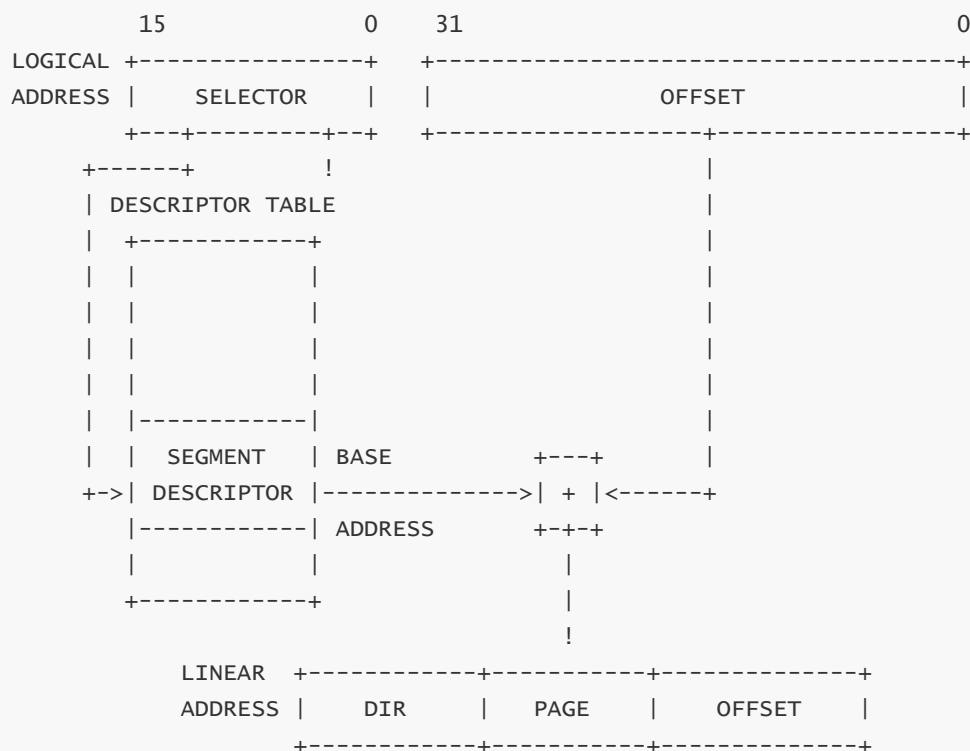 15                0    31                                     0
LOGICAL +----------------+   +--------------------------------------+
ADDRESS |    SELECTOR    |   |                OFFSET                |
        +---+---------+--+   +--------------------+-----------------+
     +------+         !                           |
     | DESCRIPTOR TABLE                           |
     |  +------------+                            |
     |  |            |                            |
     |  |            |                            |
     |  |            |                            |
     |  |            |                            |
     |  |------------|                            |
     |  |  SEGMENT   | BASE          +---+        |
     +->| DESCRIPTOR |-------------->| + |<------+
        |------------| ADDRESS       +-+-+
        |            |                 |
        +------------+                 |
                                       !
            LINEAR  +------------+-----------+--------------+
            ADDRESS |    DIR     |   PAGE    |    OFFSET    |
                    +------------+-----------+--------------+